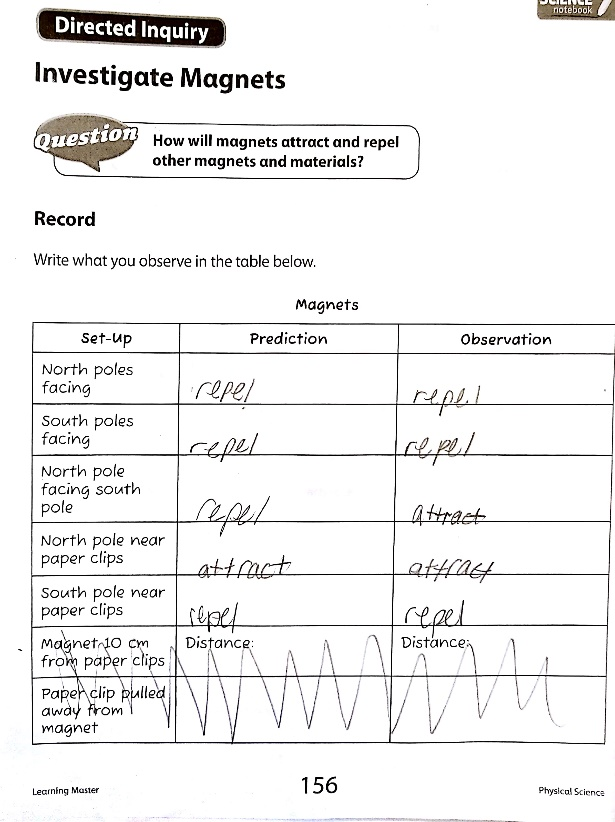 SCIENCE
notebook
Directed Inquiry
Investigate Magnets
Question
How will magnets attract and repel
other magnets and materials?
Record
Write what you observe in the table below.
Magnets
Set-Up Prediction Observation
North poles
facing repel repel
South poles
facing repel repel
North pole
facing south
pole repel attract
North pole near
paper clips attract attract
South pole near
paper clips repel repel
Magnet 10 cm Distance: Distance:
from paper clips
Paper clip pulled
away from
magnet
Learning Master 156 Physical Science